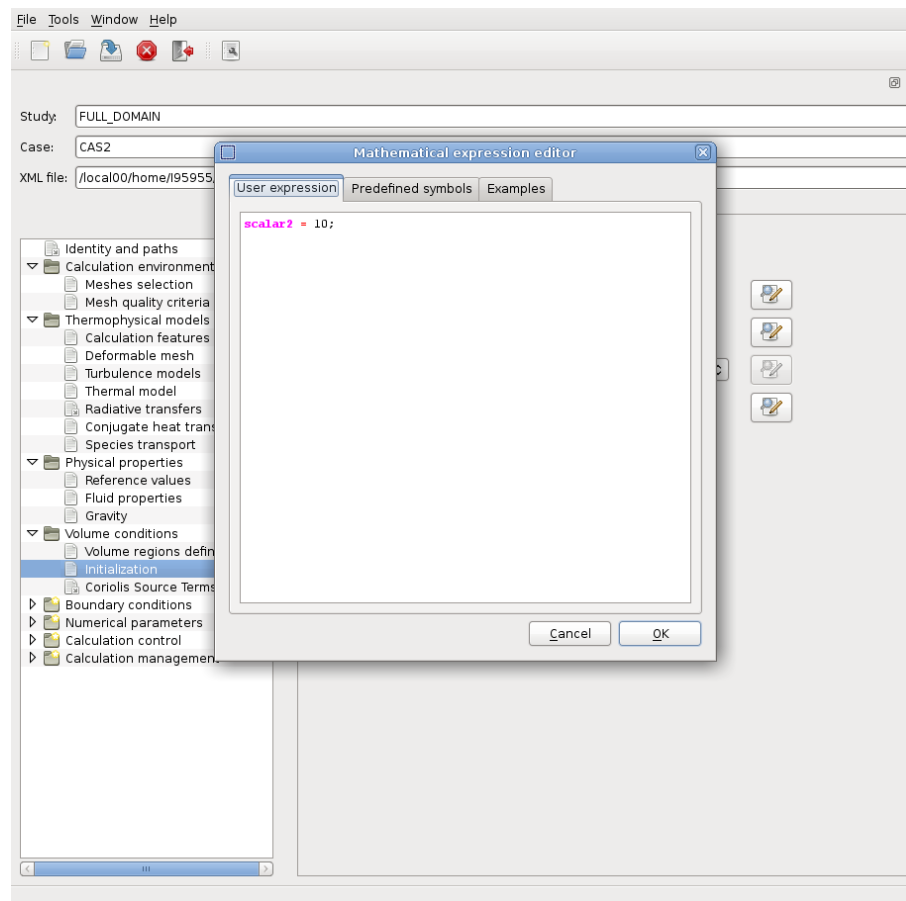 File Tools Window Help
Study: FULL_DOMAIN
Case: CAS2
XML file: /local00/home/I95955/
Mathematical expression editor
User expression Predefined symbols Examples
scalar2 = 10;
Cancel OK
Identity and paths
Calculation environment
Meshes selection
Mesh quality criteria
Thermophysical models
Calculation features
Deformable mesh
Turbulence models
Thermal model
Radiative transfers
Conjugate heat trans
Species transport
Physical properties
Reference values
Fluid properties
Gravity
Volume conditions
Volume regions defin
Initialization
Coriolis Source Terms
Boundary conditions
Numerical parameters
Calculation control
Calculation managemen